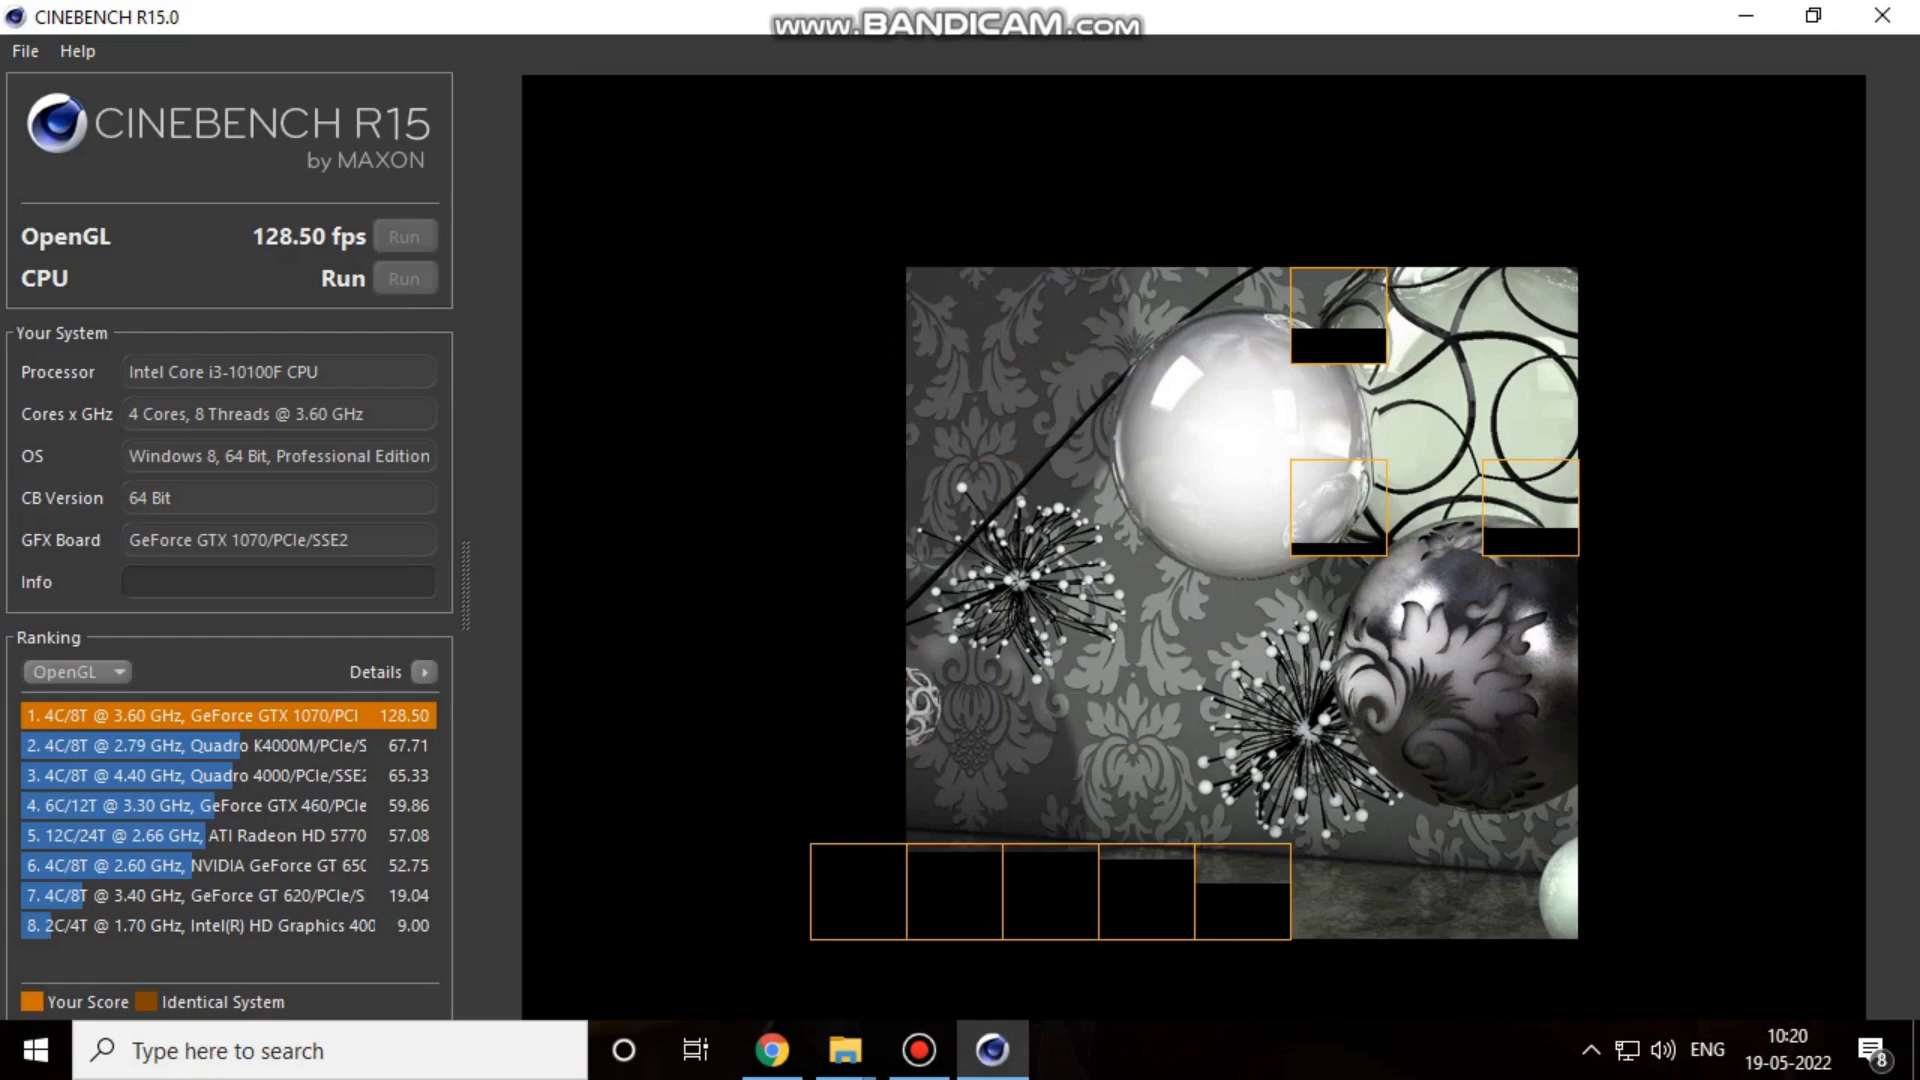 CINEBENCH R15.0
www.BANDICAM.com
File Help
CINEBENCH R15
by MAXON
OpenGL 128.50 fps Run
CPU Run Run
Your System
Processor Intel Core i3-10100F CPU
Cores x GHz 4 Cores, 8 Threads @ 3.60 GHz
OS Windows 8, 64 Bit, Professional Edition
CB Version 64 Bit
GFX Board GeForce GTX 1070/PCIe/SSE2
Info
Ranking
OpenGL Details
1. 4C/8T @ 3.60 GHz, GeForce GTX 1070/PCI 128.50
2. 4C/8T @ 2.79 GHz, Quadro K4000M/PCIe/S 67.71
3. 4C/8T @ 4.40 GHz, Quadro 4000/PCIe/SSE2 65.33
4. 6C/12T @ 3.30 GHz, GeForce GTX 460/PCIe 59.86
5. 12C/24T @ 2.66 GHz, ATI Radeon HD 5770 57.08
6. 4C/8T @ 2.60 GHz, NVIDIA GeForce GT 650 52.75
7. 4C/8T @ 3.40 GHz, GeForce GT 620/PCIe/S 19.04
8. 2C/4T @ 1.70 GHz, Intel(R) HD Graphics 400 9.00
Your Score Identical System
Type here to search
ENG
10:20
19-05-2022
8